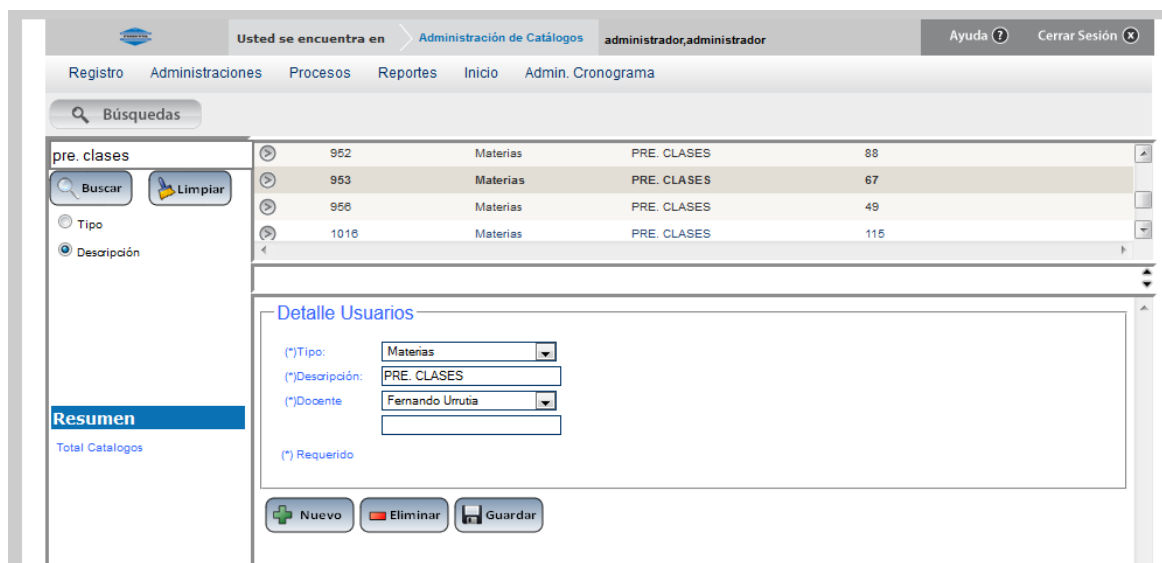 Usted se encuentra en Administración de Catálogos administrador,administrador Ayuda ? Cerrar Sesión X
Registro Administraciones Procesos Reportes Inicio Admin. Cronograma
Búsquedas
pre. clases
Buscar Limpiar
Tipo
Descripción
952 Materias PRE. CLASES 88
953 Materias PRE. CLASES 67
956 Materias PRE. CLASES 49
1016 Materias PRE. CLASES 115
Detalle Usuarios
(*)Tipo: Materias
(*)Descripción: PRE. CLASES
(*)Docente Fernando Urrutia
(*) Requerido
Resumen
Total Catalogos
Nuevo Eliminar Guardar